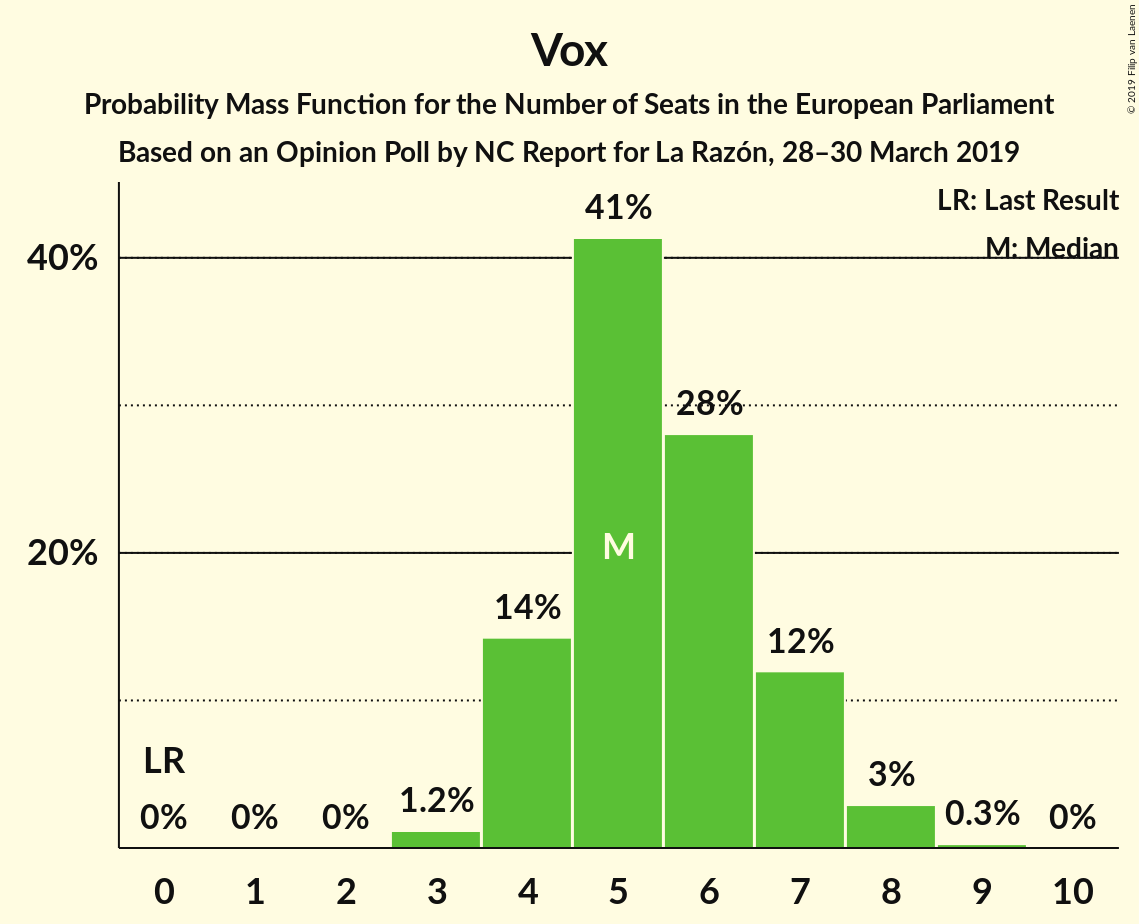 Vox
Probability Mass Function for the Number of Seats in the European Parliament
Based on an Opinion Poll by NC Report for La Razón, 28–30 March 2019
© 2019 Filip van Laenen
LR: Last Result
M: Median
41%
40%
28%
M
20%
14%
12%
LR
3%
1.2%
0.3%
0% 0% 0% 0%
0 1 2 3 4 5 6 7 8 9 10